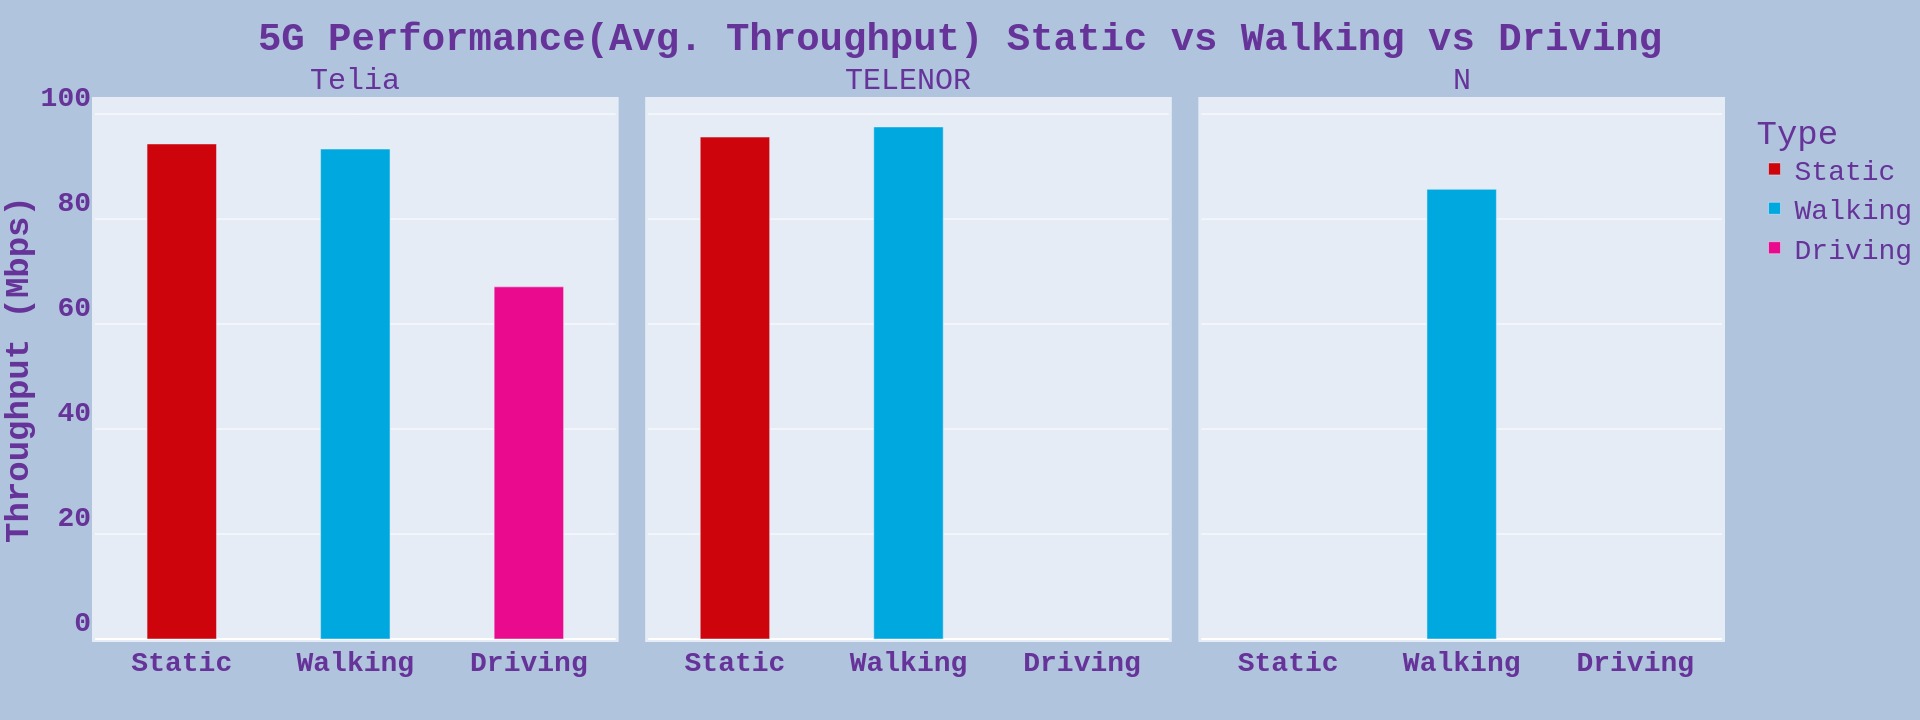 5G Performance(Avg. Throughput) Static vs Walking vs Driving
Telia
TELENOR
N
Throughput (Mbps)
100
80
60
40
20
0
Static Walking Driving
Static Walking Driving
Static Walking Driving
Type
Static
Walking
Driving